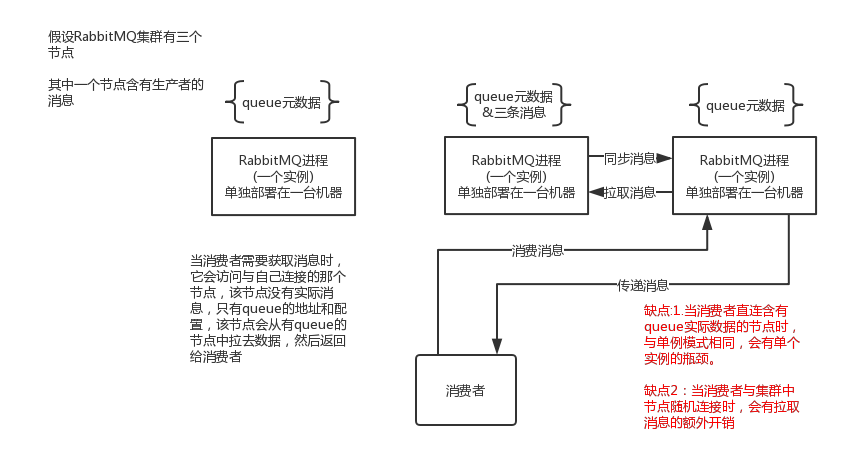 假设RabbitMQ集群有三个
节点
其中一个节点含有生产者的
消息
queue元数据
queue元数据
&三条消息
queue元数据
RabbitMQ进程
(一个实例)
单独部署在一台机器
RabbitMQ进程
(一个实例)
单独部署在一台机器
同步消息
拉取消息
RabbitMQ进程
(一个实例)
单独部署在一台机器
消费消息
传递消息
当消费者需要获取消息时，
它会访问与自己连接的那个
节点，该节点没有实际消
息，只有queue的地址和配
置，该节点会从有queue的
节点中拉去数据，然后返回
给消费者
消费者
缺点:1.当消费者直连含有
queue实际数据的节点时，
与单例模式相同，会有单个
实例的瓶颈。
缺点2：当消费者与集群中
节点随机连接时，会有拉取
消息的额外开销